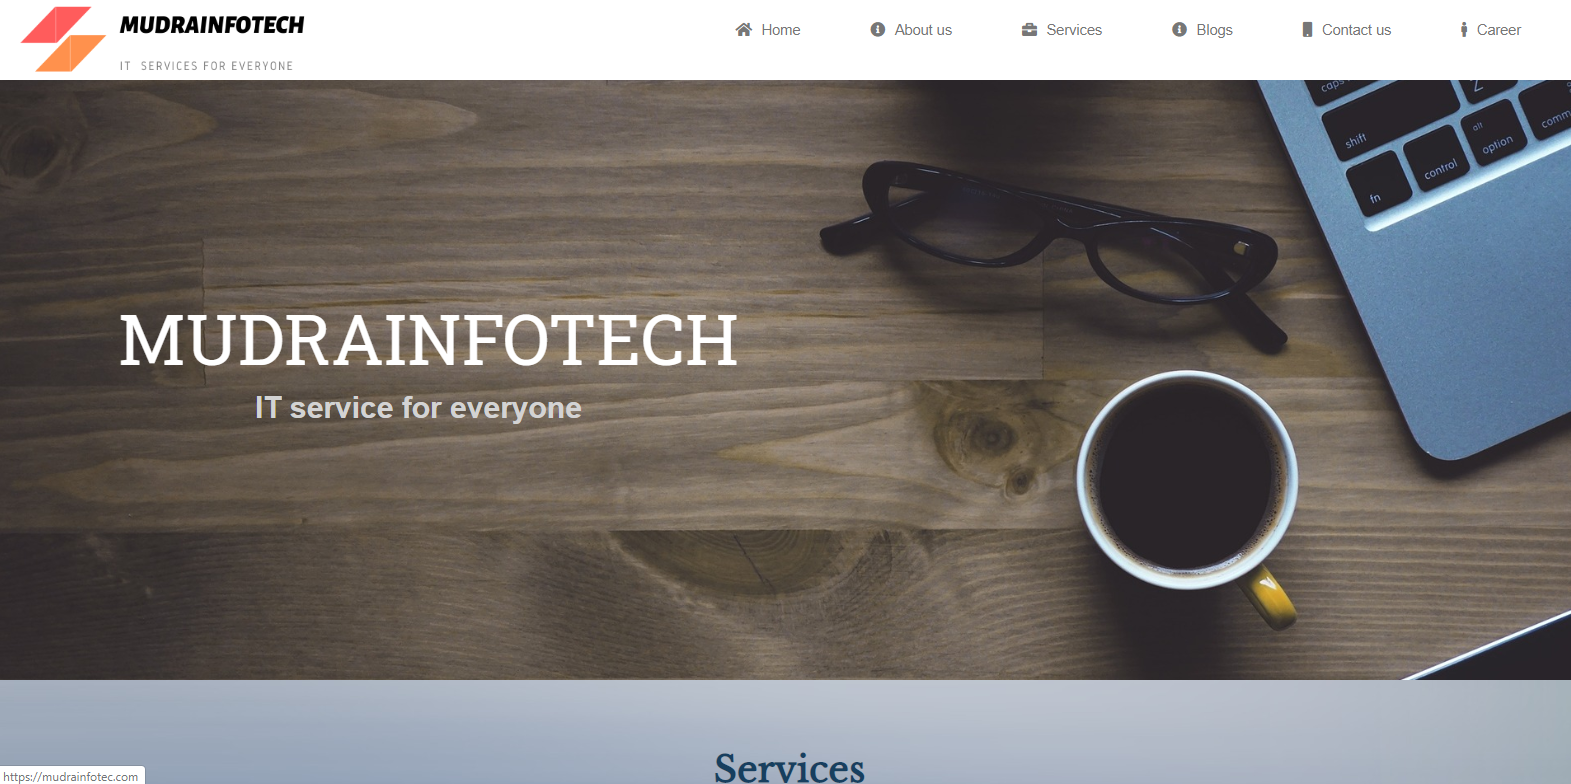 MUDRAINFOTECH
IT SERVICES FOR EVERYONE
Home
About us
Services
Blogs
Contact us
Career
caps
Z
shift
alt
option
comm
fn
control
MUDRAINFOTECH
IT service for everyone
Services
https://mudrainfotec.com